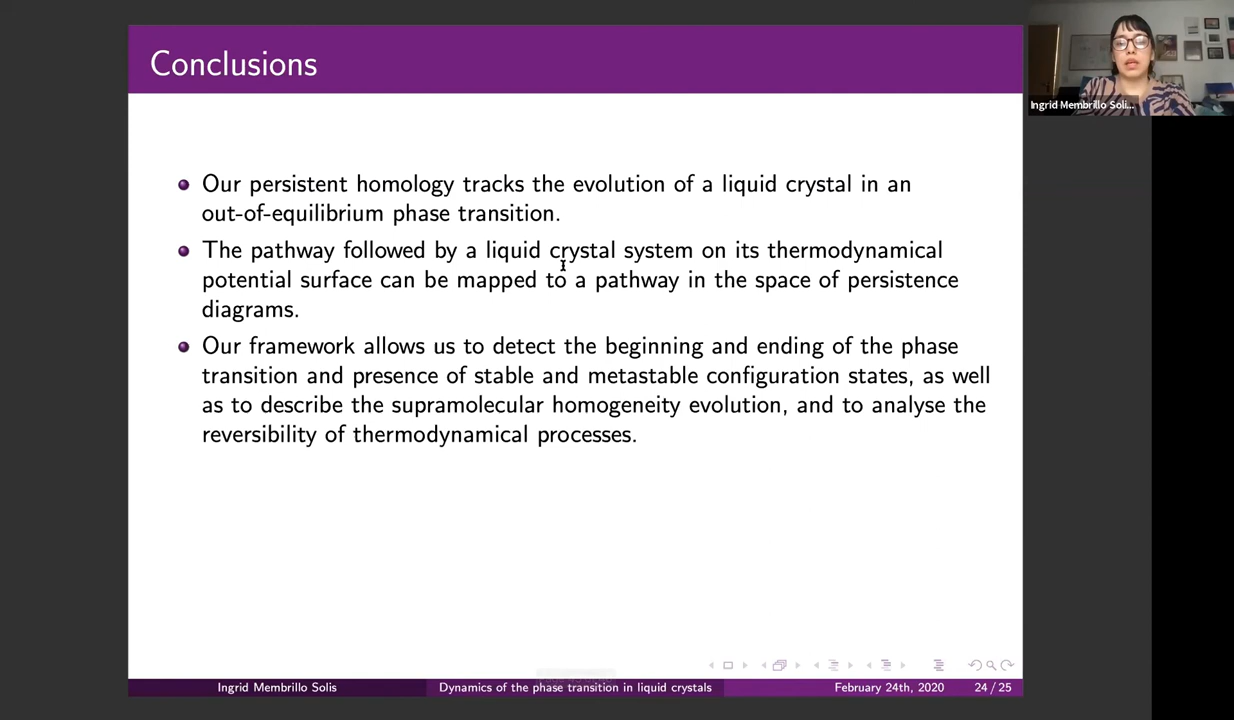 Conclusions
Ingrid Membrillo Soli...
Our persistent homology tracks the evolution of a liquid crystal in an
out-of-equilibrium phase transition.
The pathway followed by a liquid crystal system on its thermodynamical
potential surface can be mapped to a pathway in the space of persistence
diagrams.
Our framework allows us to detect the beginning and ending of the phase
transition and presence of stable and metastable configuration states, as well
as to describe the supramolecular homogeneity evolution, and to analyse the
reversibility of thermodynamical processes.
Ingrid Membrillo Solis Dynamics of the phase transition in liquid crystals February 24th, 2020 24 / 25